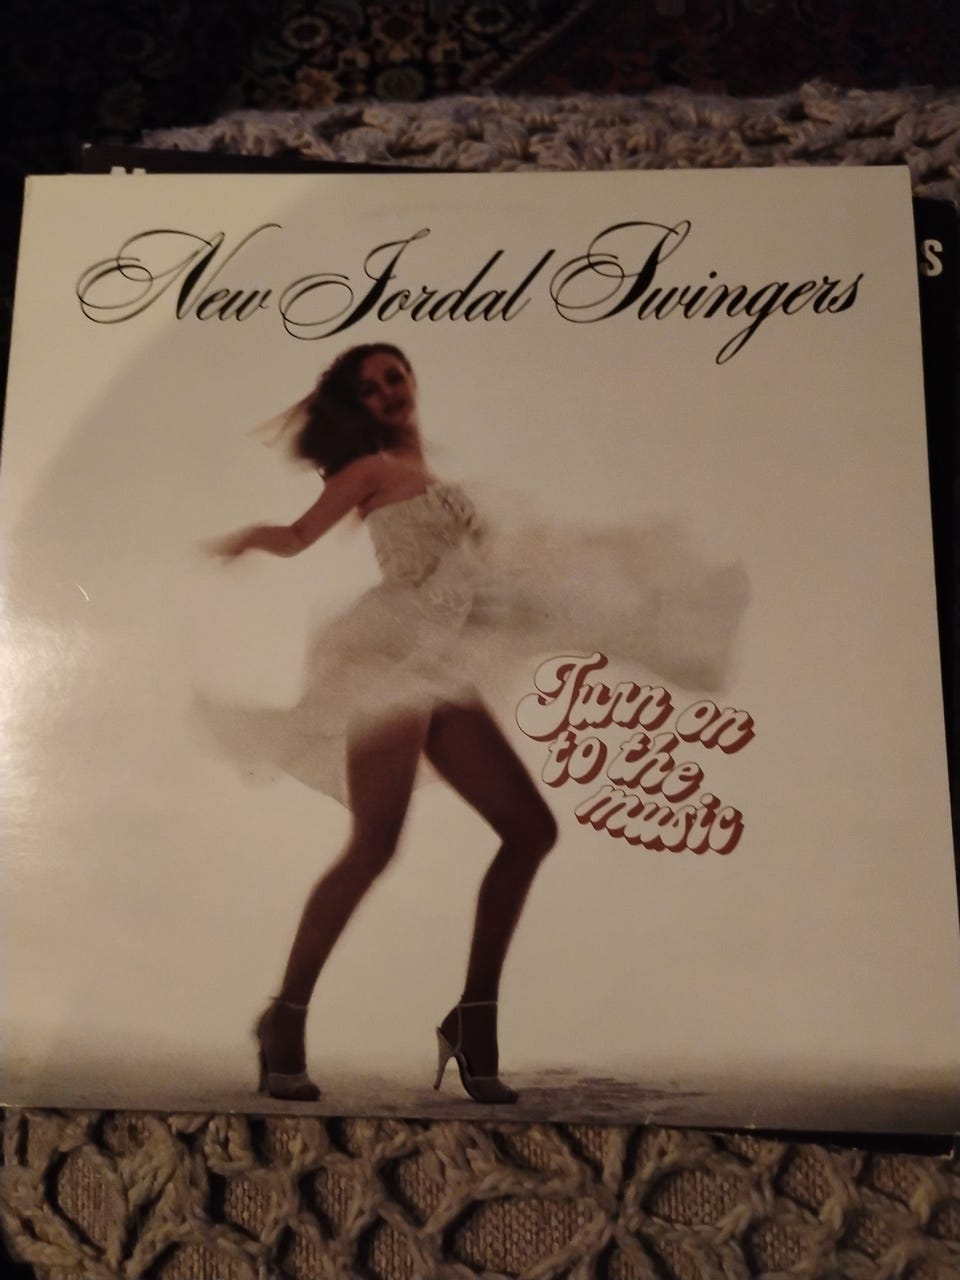 New Jordal Swingers
Turn on
to the
music
S